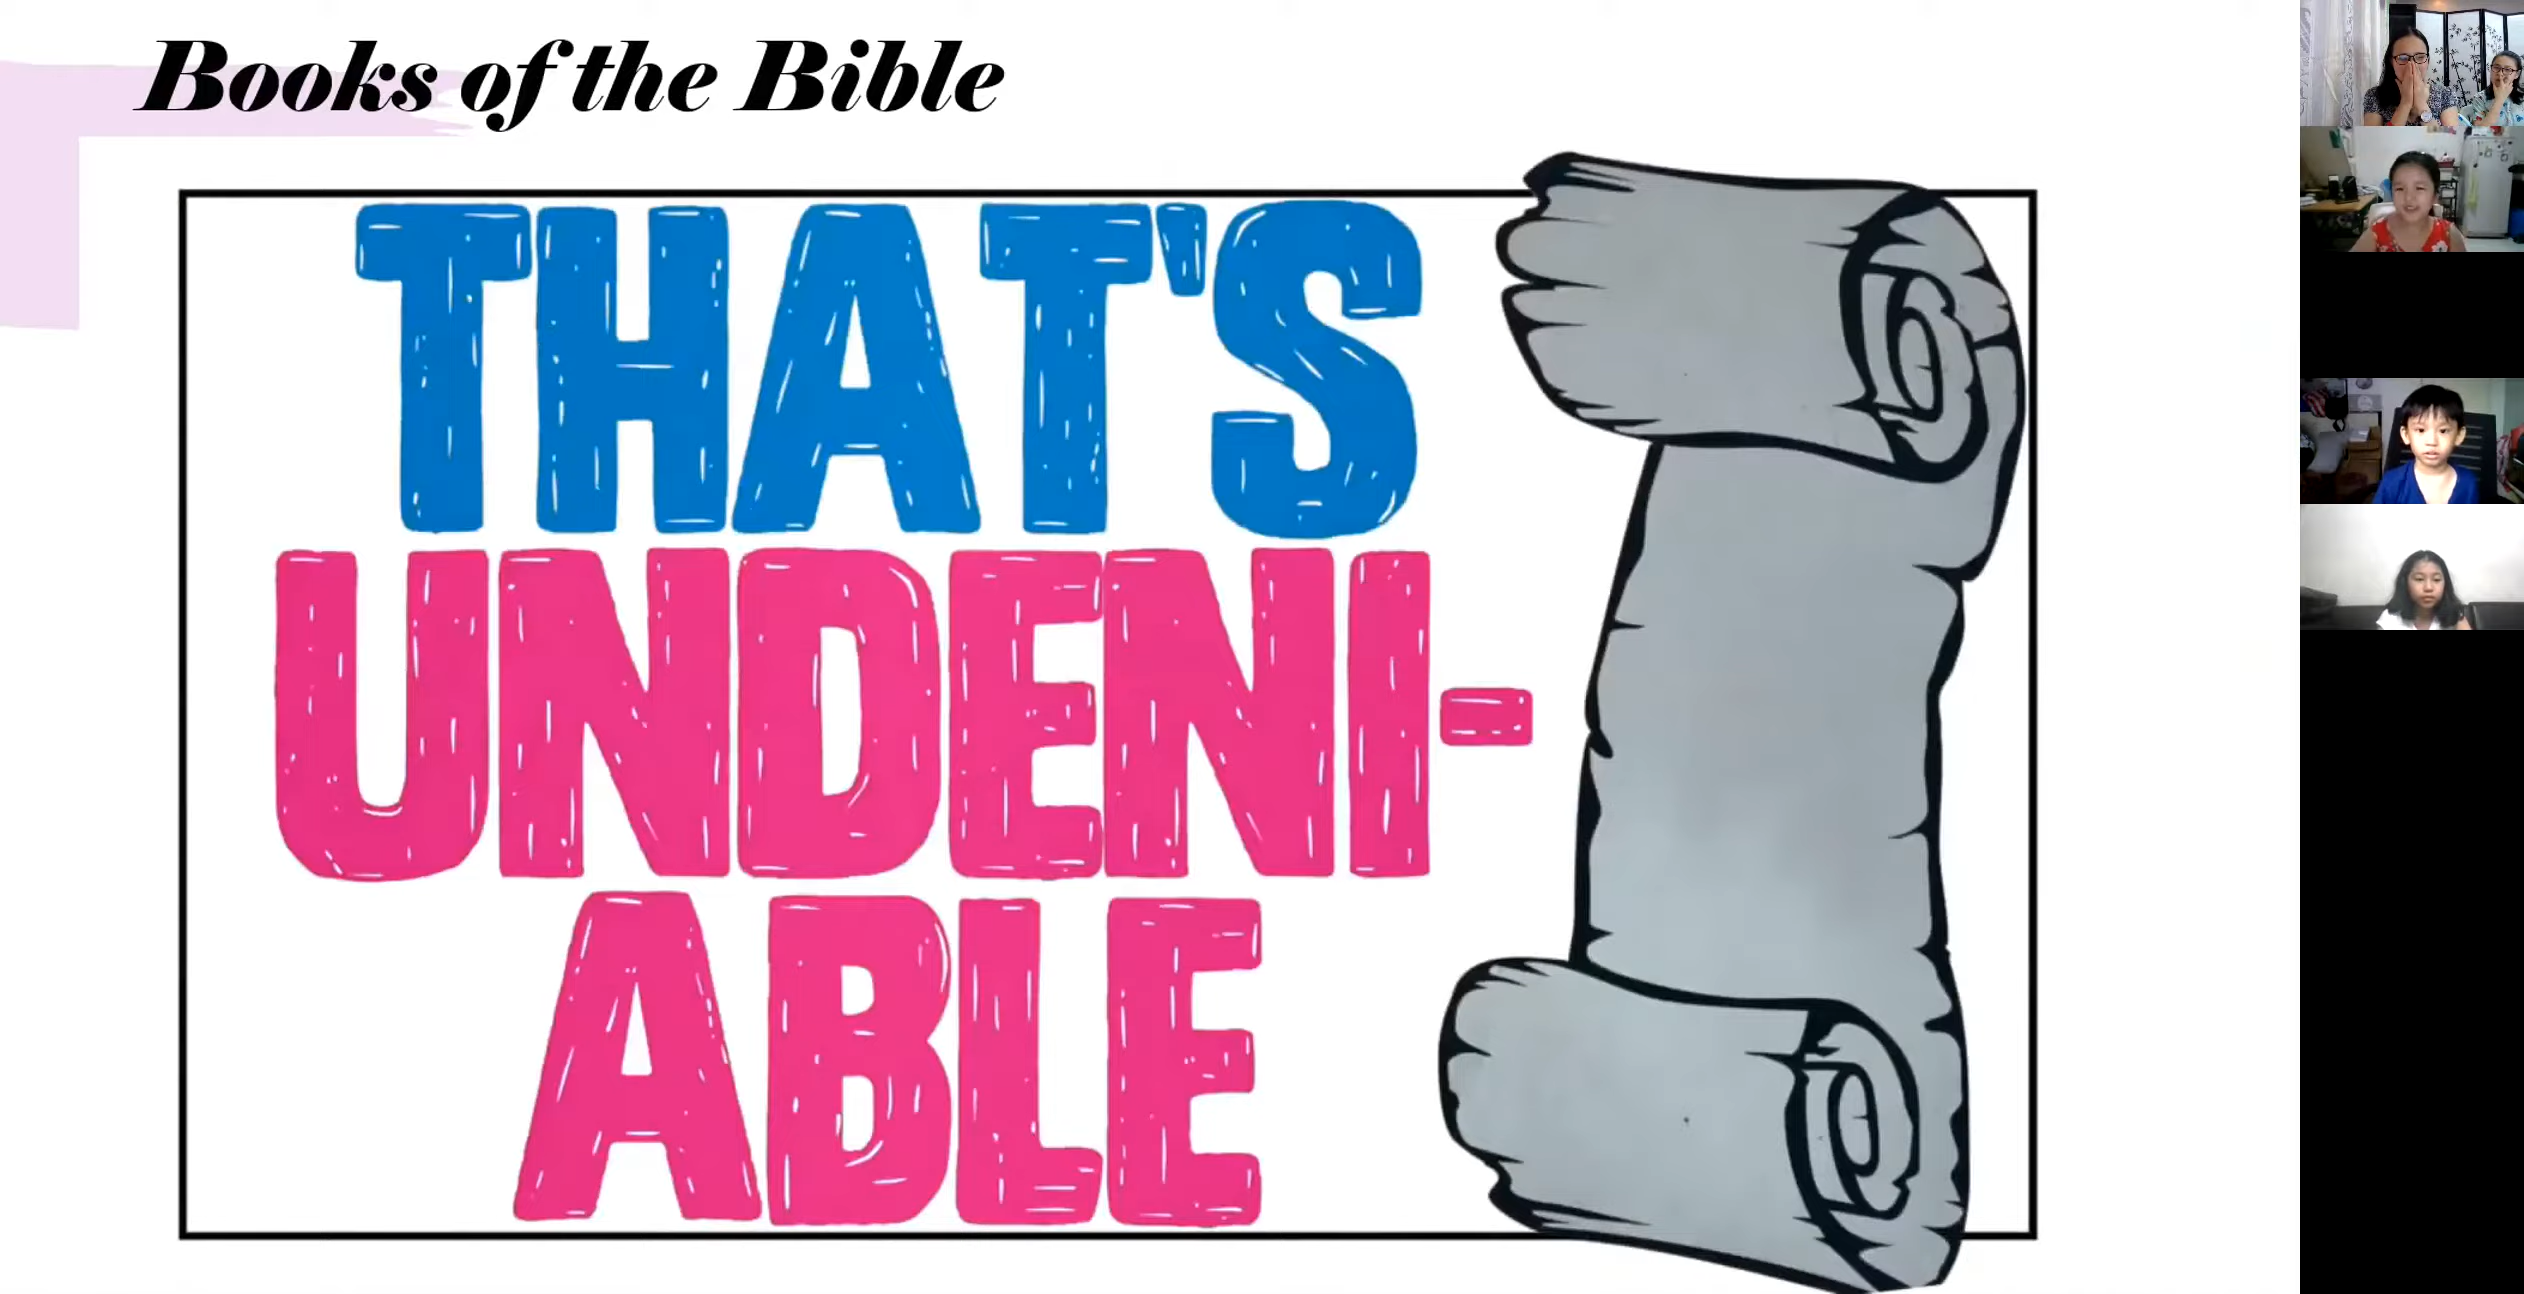 Books of the Bible
THAT'S
UNDENI-
ABLE